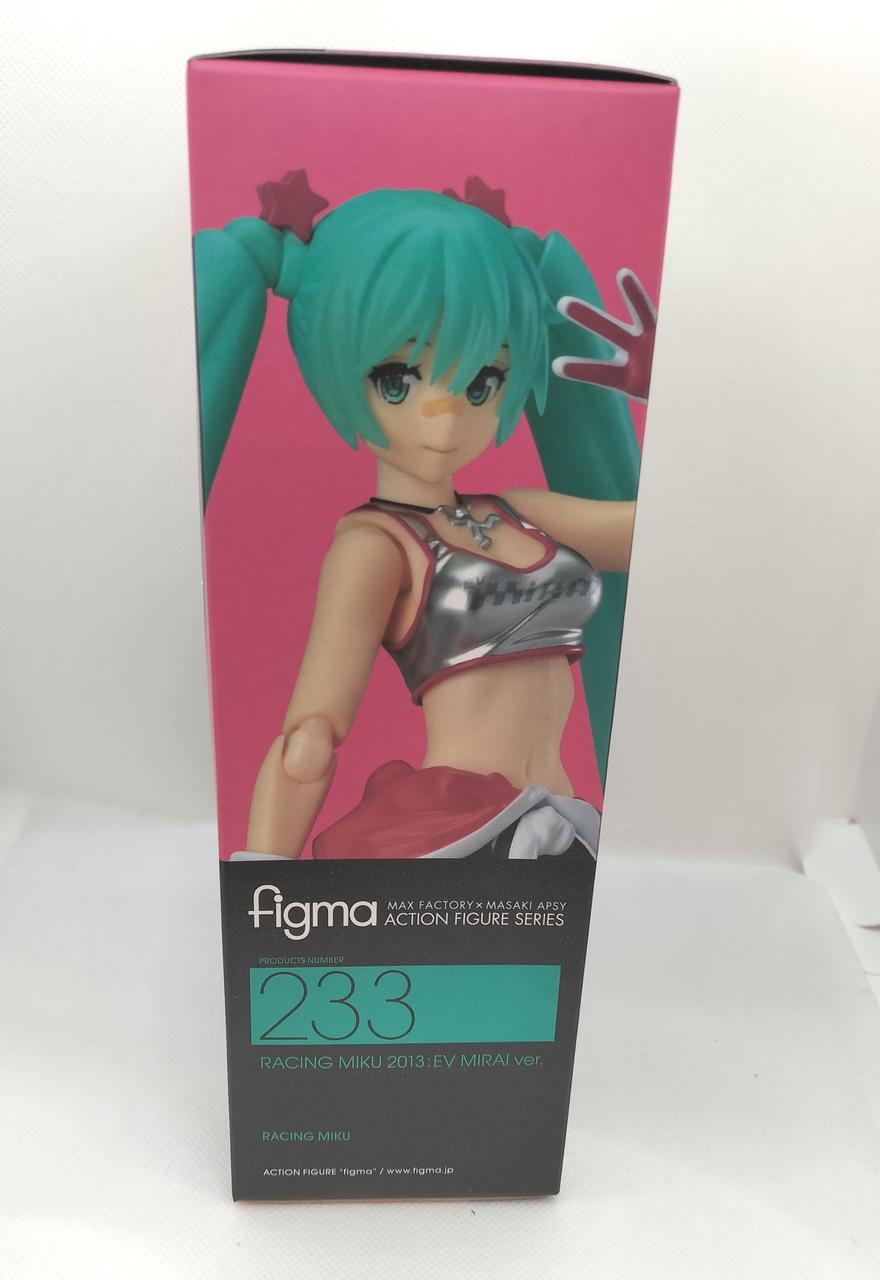 MIRA
figma
MAX FACTORY×MASAKI APSY
ACTION FIGURE SERIES
PRODUCTS NUMBER
233
RACING MIKU 2013:EV MIRAI ver.
RACING MIKU
ACTION FIGURE "figma" / www.figma.jp